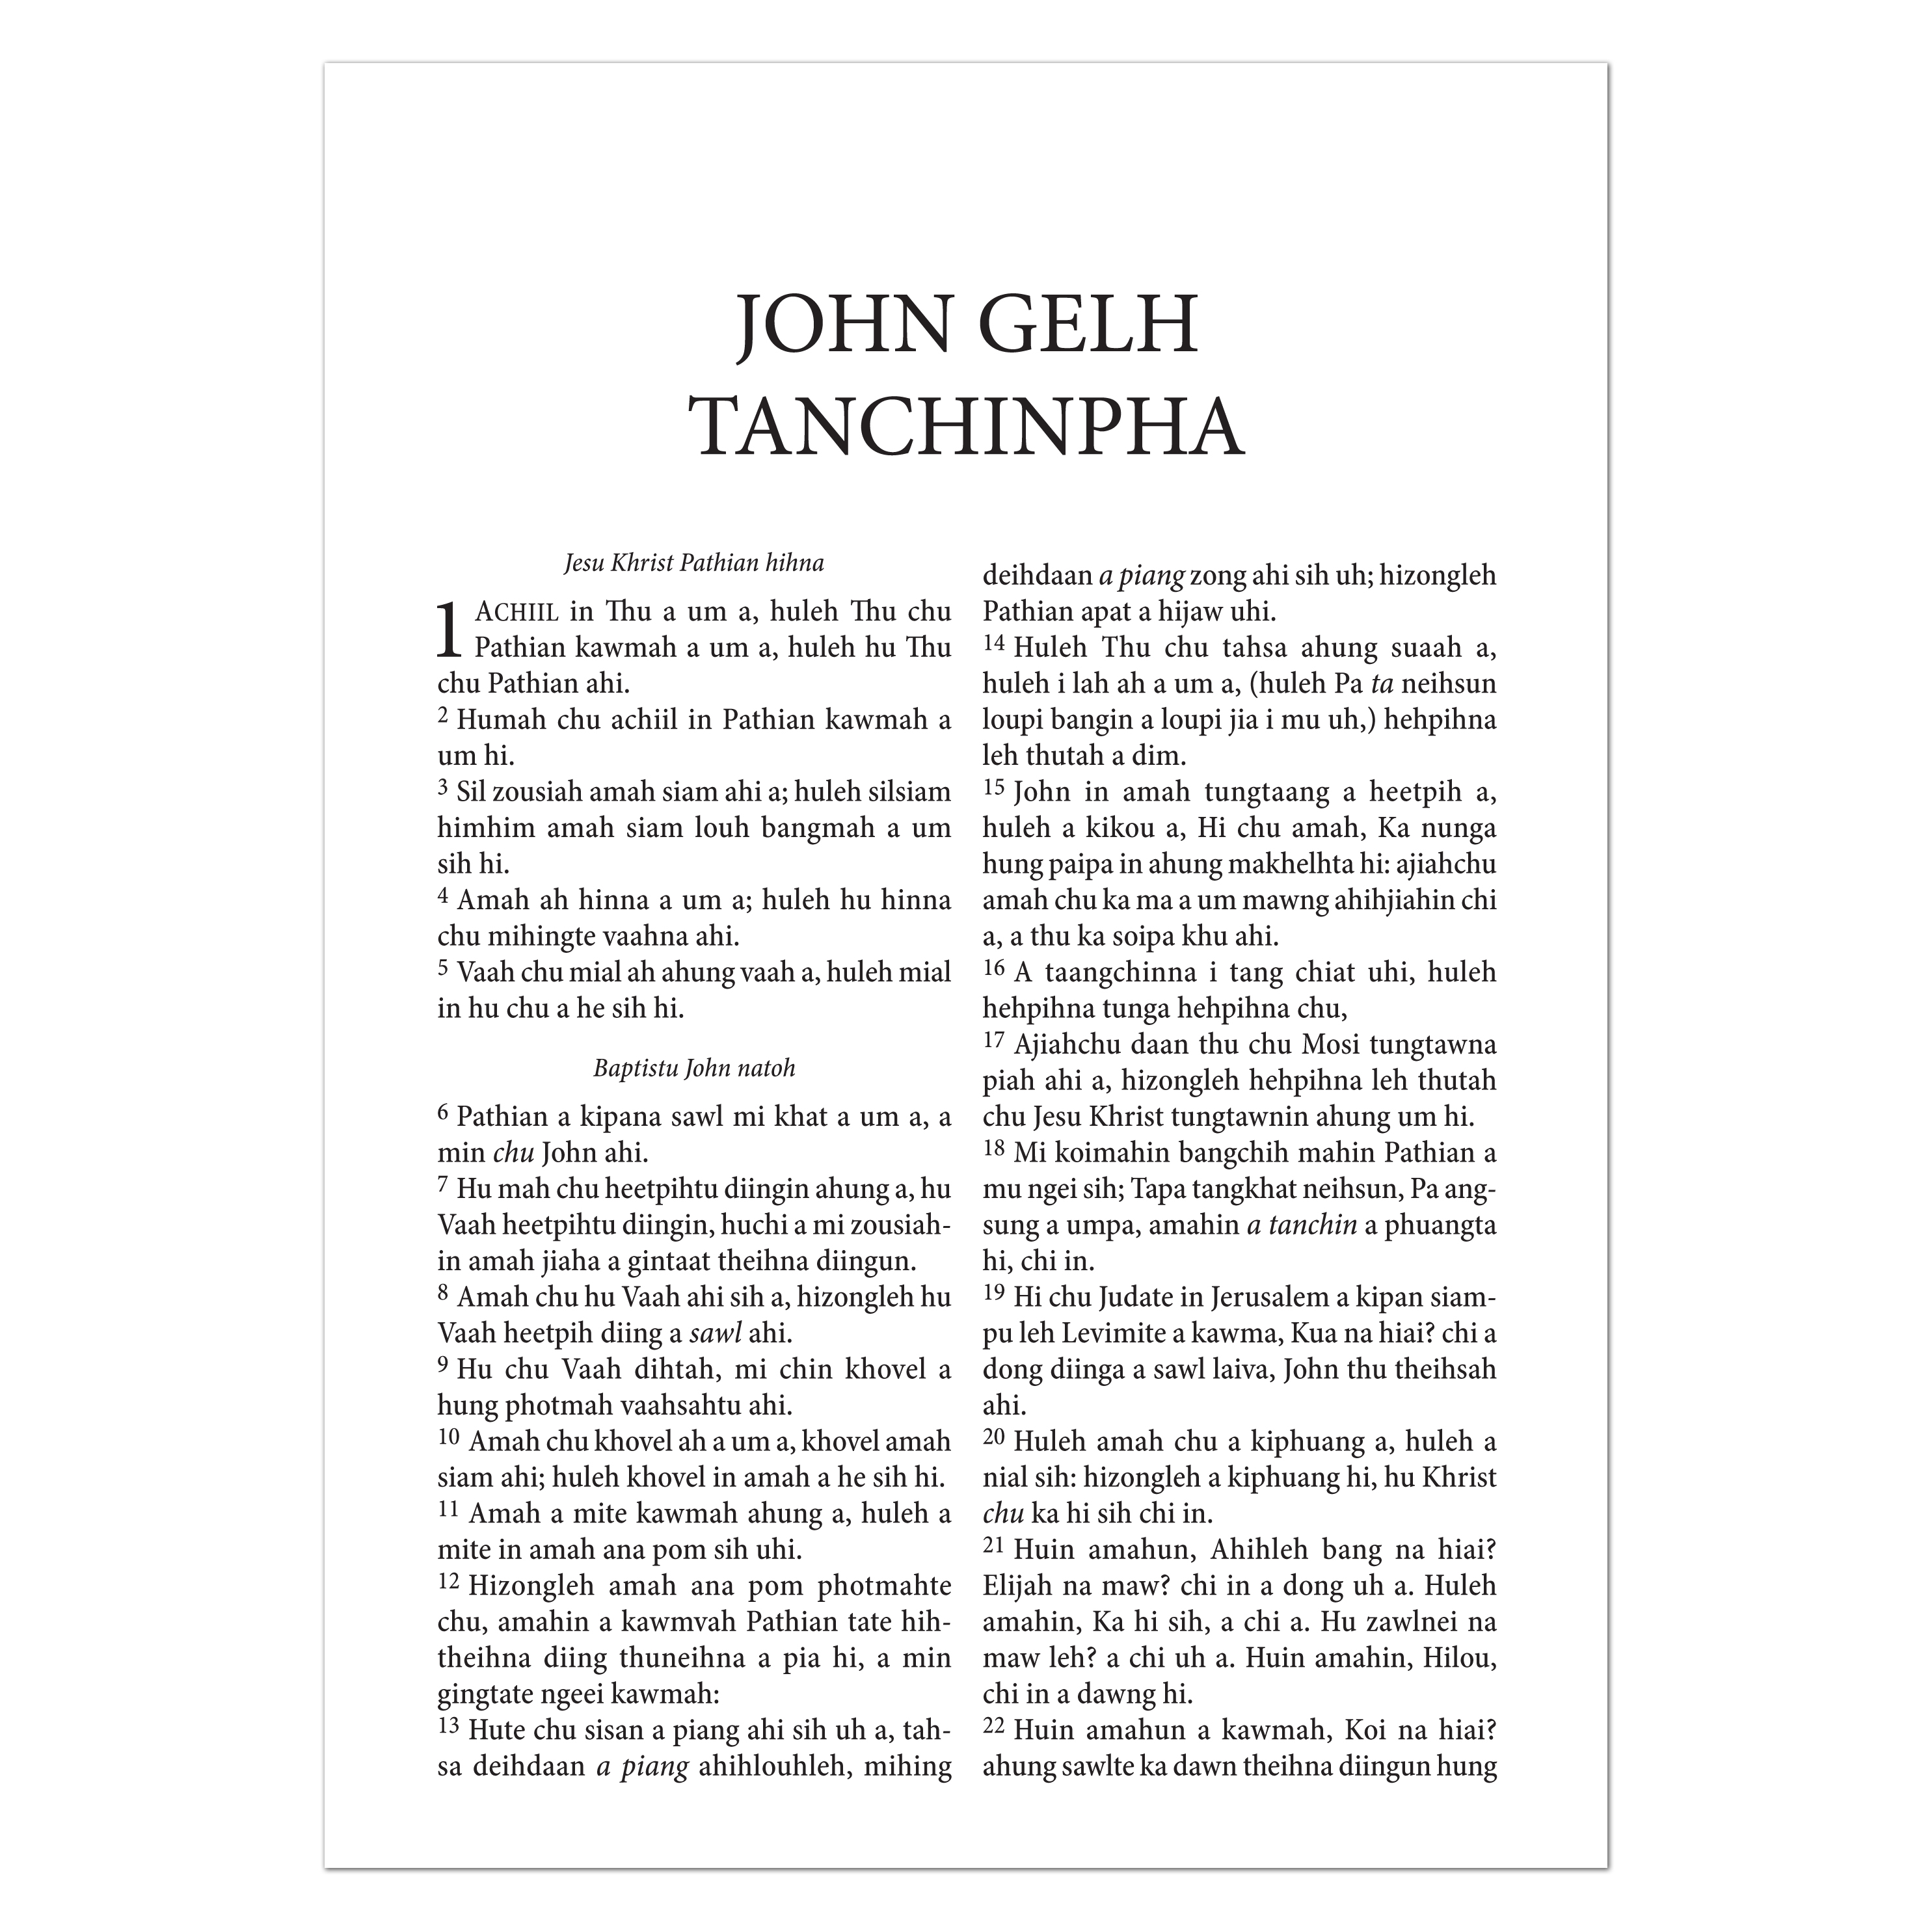 JOHN GELH
TANCHINPHA
Jesu Khrist Pathian hihna
1 ACHIIL in Thu a um a, huleh Thu chu
Pathian kawmah a um a, huleh hu Thu
chu Pathian ahi.
2 Humah chu achiil in Pathian kawmah a
um hi.
3 Sil zousiah amah siam ahi a; huleh silsiam
himhim amah siam louh bangmah a um
sih hi.
4 Amah ah hinna a um a; huleh hu hinna
chu mihingte vaahna ahi.
5 Vaah chu mial ah ahung vaah a, huleh mial
in hu chu a he sih hi.
Baptistu John natoh
6 Pathian a kipana sawl mi khat a um a, a
min chu John ahi.
7 Hu mah chu heetpihtu diingin ahung a, hu
Vaah heetpihtu diingin, huchi a mi zousiah-
in amah jiaha a gintaat theihna diingun.
8 Amah chu hu Vaah ahi sih a, hizongleh hu
Vaah heetpih diing a sawl ahi.
9 Hu chu Vaah dihtah, mi chin khovel a
hung photmah vaahsahtu ahi.
10 Amah chu khovel ah a um a, khovel amah
siam ahi; huleh khovel in amah a he sih hi.
11 Amah a mite kawmah ahung a, huleh a
mite in amah ana pom sih uhi.
12 Hizongleh amah ana pom photmahte
chu, amahin a kawmvah Pathian tate hih-
theihna diing thuneihna a pia hi, a min
gingtate ngeei kawmah:
13 Hute chu sisan a piang ahi sih uh a, tah-
sa deihdaan a piang ahihlouhleh, mihing
deihdaan a piang zong ahi sih uh; hizongleh
Pathian apat a hijaw uhi.
14 Huleh Thu chu tahsa ahung suaah a,
huleh i lah ah a um a, (huleh Pa ta neihsun
loupi bangin a loupi jia i mu uh,) hehpihna
leh thutah a dim.
15 John in amah tungtaang a heetpih a,
huleh a kikou a, Hi chu amah, Ka nunga
hung paipa in ahung makhelhta hi: ajiahchu
amah chu ka ma a um mawng ahihjiahin chi
a, a thu ka soipa khu ahi.
16 A taangchinna i tang chiat uhi, huleh
hehpihna tunga hehpihna chu,
17 Ajiahchu daan thu chu Mosi tungtawna
piah ahi a, hizongleh hehpihna leh thutah
chu Jesu Khrist tungtawnin ahung um hi.
18 Mi koimahin bangchih mahin Pathian a
mu ngei sih; Tapa tangkhat neihsun, Pa ang-
sung a umpa, amahin a tanchin a phuangta
hi, chi in.
19 Hi chu Judate in Jerusalem a kipan siam-
pu leh Levimite a kawma, Kua na hiai? chi a
dong diinga a sawl laiva, John thu theihsah
ahi.
20 Huleh amah chu a kiphuang a, huleh a
nial sih: hizongleh a kiphuang hi, hu Khrist
chu ka hi sih chi in.
21 Huin amahun, Ahihleh bang na hiai?
Elijah na maw? chi in a dong uh a. Huleh
amahin, Ka hi sih, a chi a. Hu zawlnei na
maw leh? a chi uh a. Huin amahin, Hilou,
chi in a dawng hi.
22 Huin amahun a kawmah, Koi na hiai?
ahung sawlte ka dawn theihna diingun hung